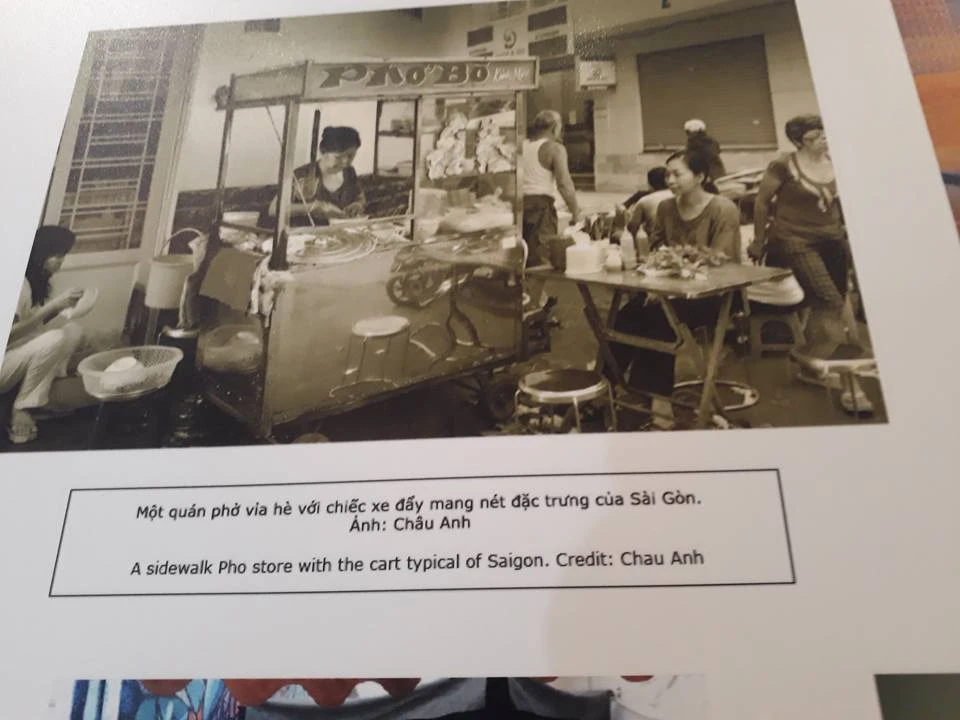 PHỞ BÒ
Một quán phở vỉa hè với chiếc xe đẩy mang nét đặc trưng của Sài Gòn.
Ảnh: Châu Anh
A sidewalk Pho store with the cart typical of Saigon. Credit: Chau Anh